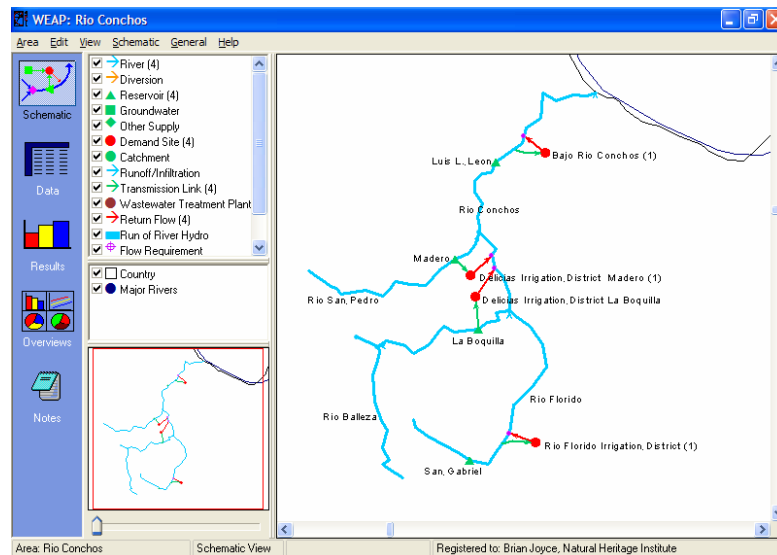 WEAP: Rio Conchos
Area Edit View Schematic General Help
Schematic
Data
Results
Overviews
Notes
River (4)
Diversion
Reservoir (4)
Groundwater
Other Supply
Demand Site (4)
Catchment
Runoff/Infiltration
Transmission Link (4)
Wastewater Treatment Plant
Return Flow (4)
Run of River Hydro
Flow Requirement
Country
Major Rivers
Luis L., Leon
Bajo Rio Conchos (1)
Rio Conchos
Madero
Delicias Irrigation, District Madero (1)
Rio San, Pedro
Delicias Irrigation, District La Boquilla
La Boquilla
Rio Balleza
Rio Florido
Rio Florido Irrigation, District (1)
San, Gabriel
Area: Rio Conchos
Schematic View
Registered to: Brian Joyce, Natural Heritage Institute